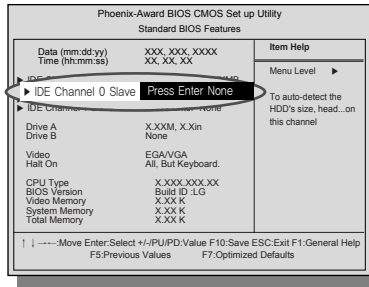 Phoenix-Award BIOS CMOS Set up Utility
Standard BIOS Features
Data (mm:dd:yy) XXX, XXX, XXXX
Time (hh:mm:ss) XX, XX, XX
IDE Channel 0 Slave Press Enter None
Drive A X.XXM, X.Xin
Drive B None
Video EGA/VGA
Halt On All, But Keyboard.
CPU Type X.XXX.XXX.XX
BIOS Version Build ID :LG
Video Memory X.XX K
System Memory X.XX K
Total Memory X.XX K
Item Help
Menu Level ▶
To auto-detect the
HDD's size, head...on
this channel
↑ ↓ →←:Move Enter:Select +/-/PU/PD:Value F10:Save ESC:Exit F1:General Help
F5:Previous Values F7:Optimized Defaults